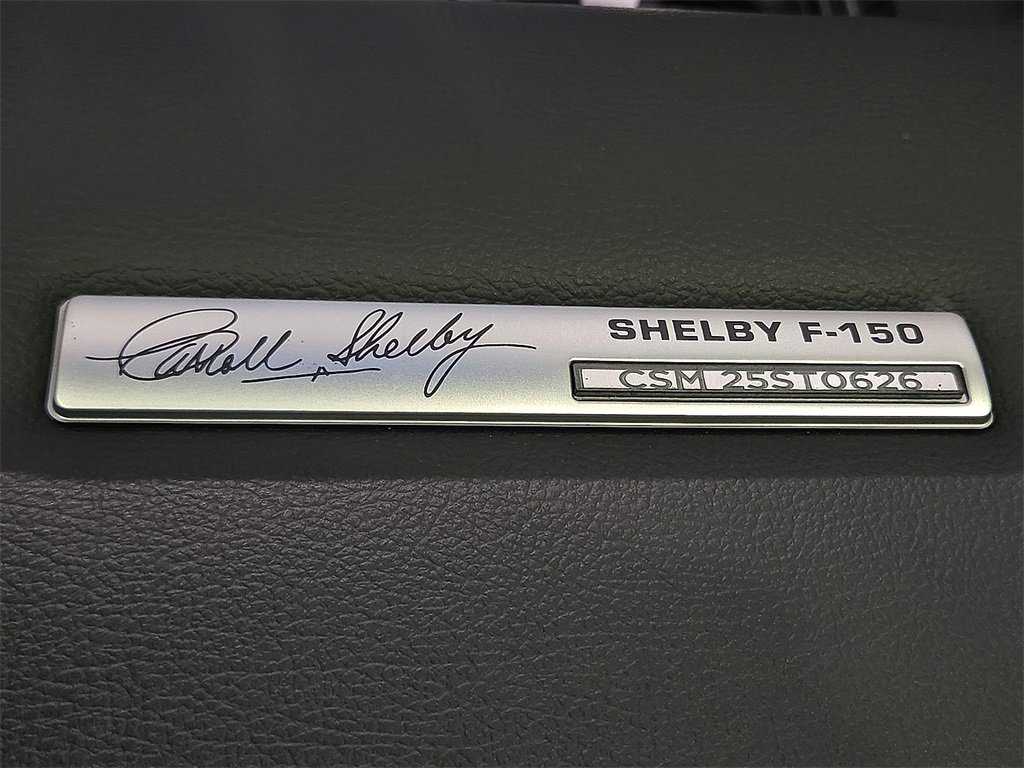 Carroll Shelby
SHELBY F-150
CSM 25ST0626